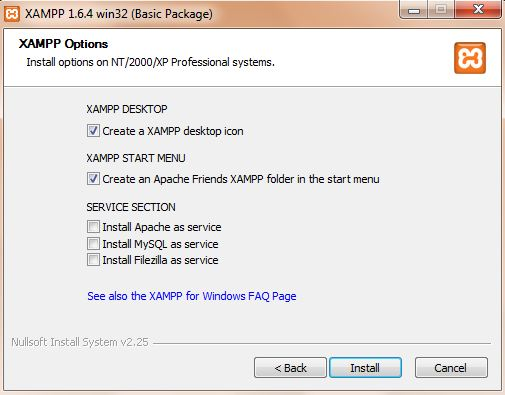 XAMPP 1.6.4 win32 (Basic Package)
XAMPP Options
Install options on NT/2000/XP Professional systems.
XAMPP DESKTOP
Create a XAMPP desktop icon
XAMPP START MENU
Create an Apache Friends XAMPP folder in the start menu
SERVICE SECTION
Install Apache as service
Install MySQL as service
Install Filezilla as service
See also the XAMPP for Windows FAQ Page
Nullsoft Install System v2.25
< Back Install Cancel